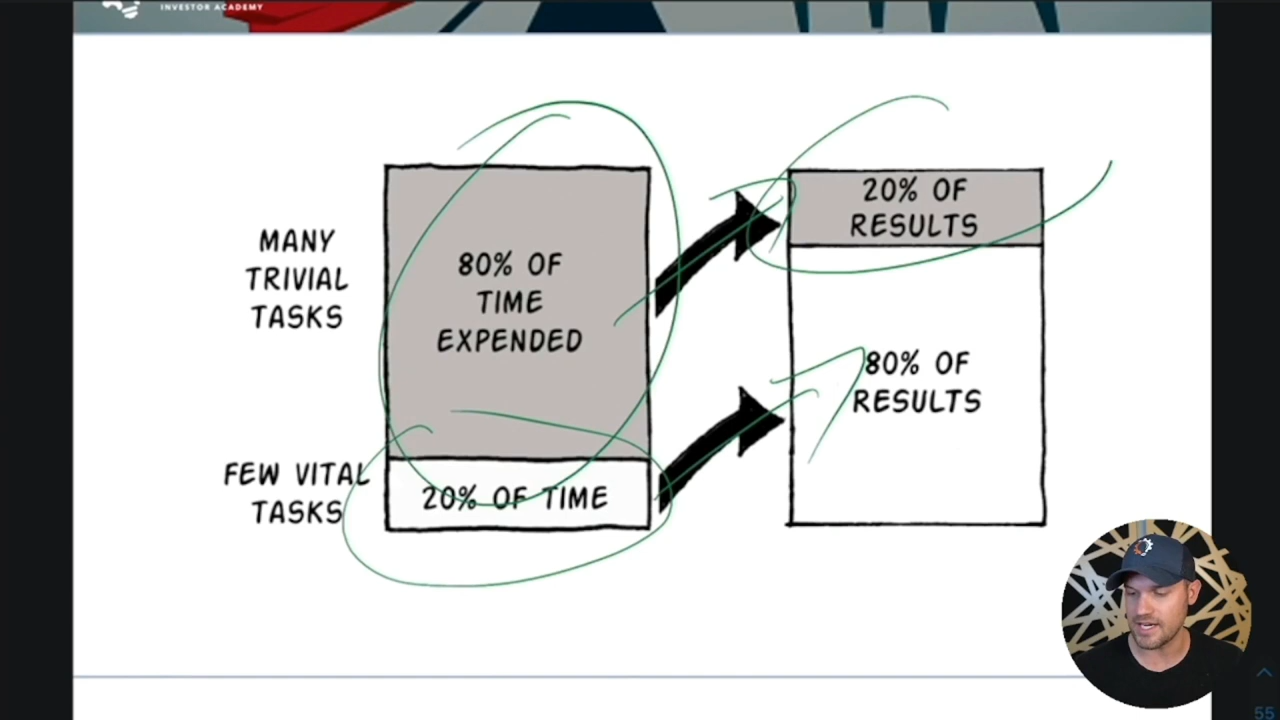 INVESTOR ACADEMY
MANY
TRIVIAL
TASKS
80% OF
TIME
EXPENDED
20% OF
RESULTS
80% OF
RESULTS
FEW VITAL
TASKS
20% OF TIME
55